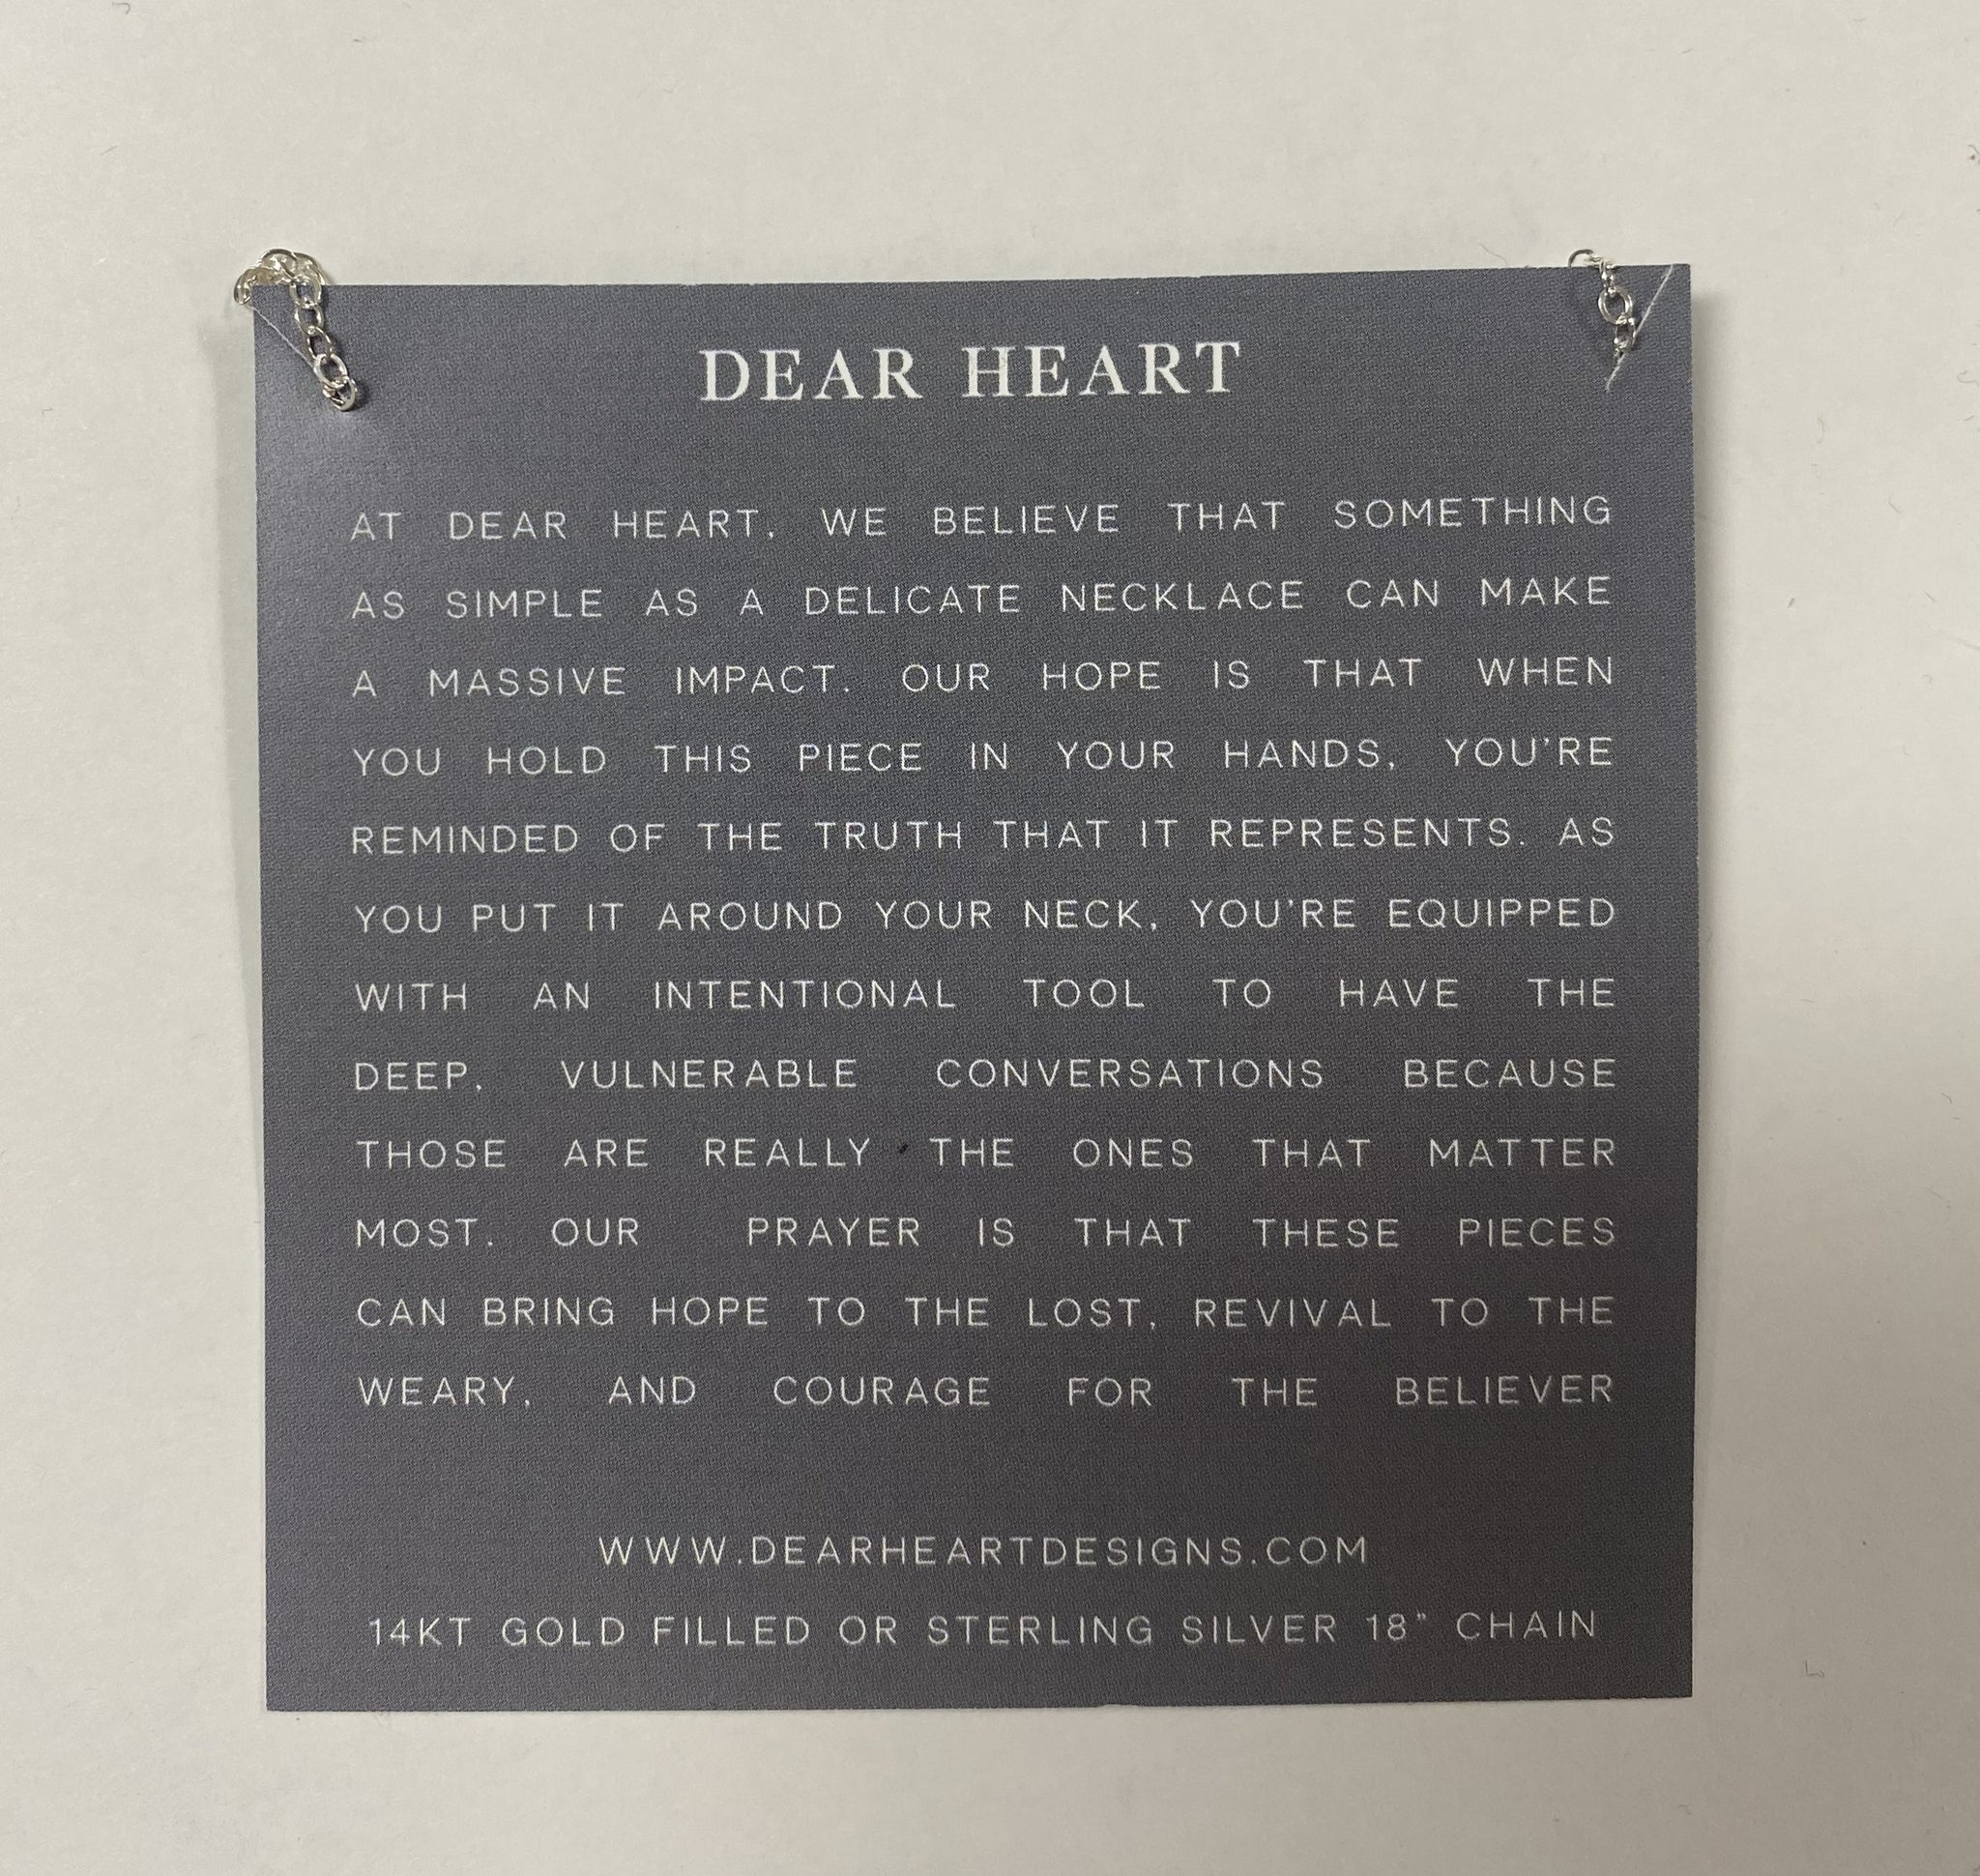 DEAR HEART
AT DEAR HEART, WE BELIEVE THAT SOMETHING
AS SIMPLE AS A DELICATE NECKLACE CAN MAKE
A MASSIVE IMPACT. OUR HOPE IS THAT WHEN
YOU HOLD THIS PIECE IN YOUR HANDS, YOU'RE
REMINDED OF THE TRUTH THAT IT REPRESENTS. AS
YOU PUT IT AROUND YOUR NECK, YOU'RE EQUIPPED
WITH AN INTENTIONAL TOOL TO HAVE THE
DEEP, VULNERABLE CONVERSATIONS BECAUSE
THOSE ARE REALLY THE ONES THAT MATTER
MOST. OUR PRAYER IS THAT THESE PIECES
CAN BRING HOPE TO THE LOST, REVIVAL TO THE
WEARY, AND COURAGE FOR THE BELIEVER
WWW.DEARHEARTDESIGNS.COM
14KT GOLD FILLED OR STERLING SILVER 18" CHAIN